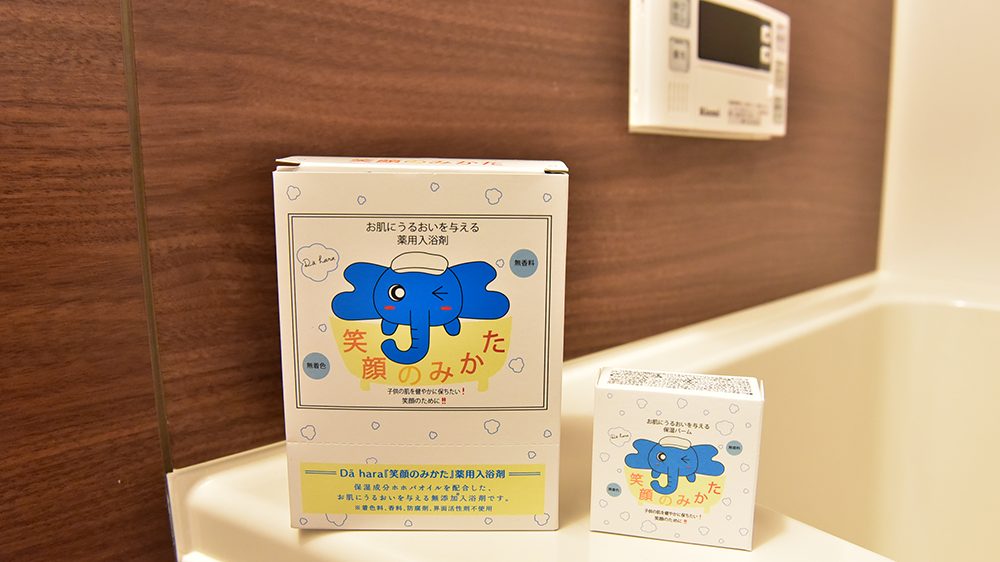 笑顔のみかた
お肌にうるおいを与える
薬用入浴剤
Dā hara
無香料
笑顔のみかた
無着色
子供の肌を健やかに保ちたい!
笑顔のために!!
Dā hara『笑顔のみかた』薬用入浴剤
保湿成分ホホバオイルを配合した、
お肌にうるおいを与える無添加入浴剤です。
※着色料、香料、防腐剤、界面活性剤不使用
お肌にうるおいを与える
保湿バーム
Dā hara
無香料
笑顔のみかた
無着色
子供の肌を健やかに保ちたい!
笑顔のために!!
Rinnai